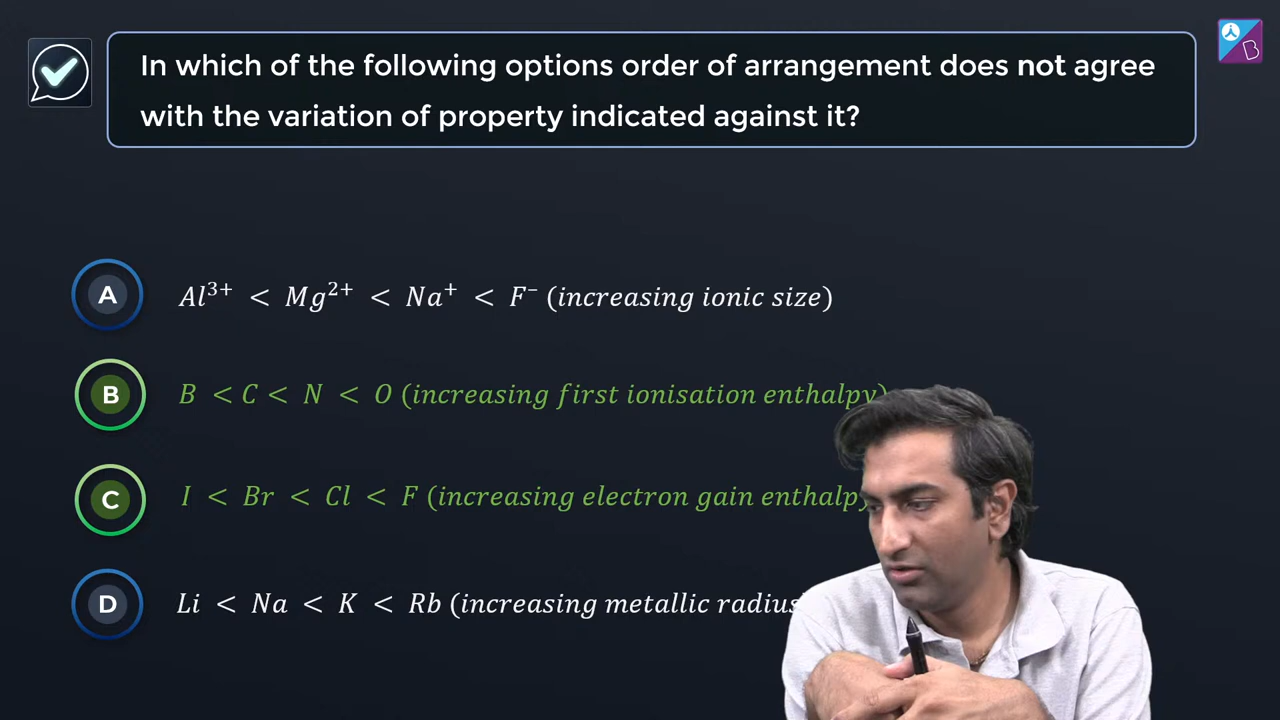 In which of the following options order of arrangement does not agree
with the variation of property indicated against it?
A Al³⁺ < Mg²⁺ < Na⁺ < F⁻ (increasing ionic size)
B B < C < N < O (increasing first ionisation enthalpy)
C I < Br < Cl < F (increasing electron gain enthalpy
D Li < Na < K < Rb (increasing metallic radius
B